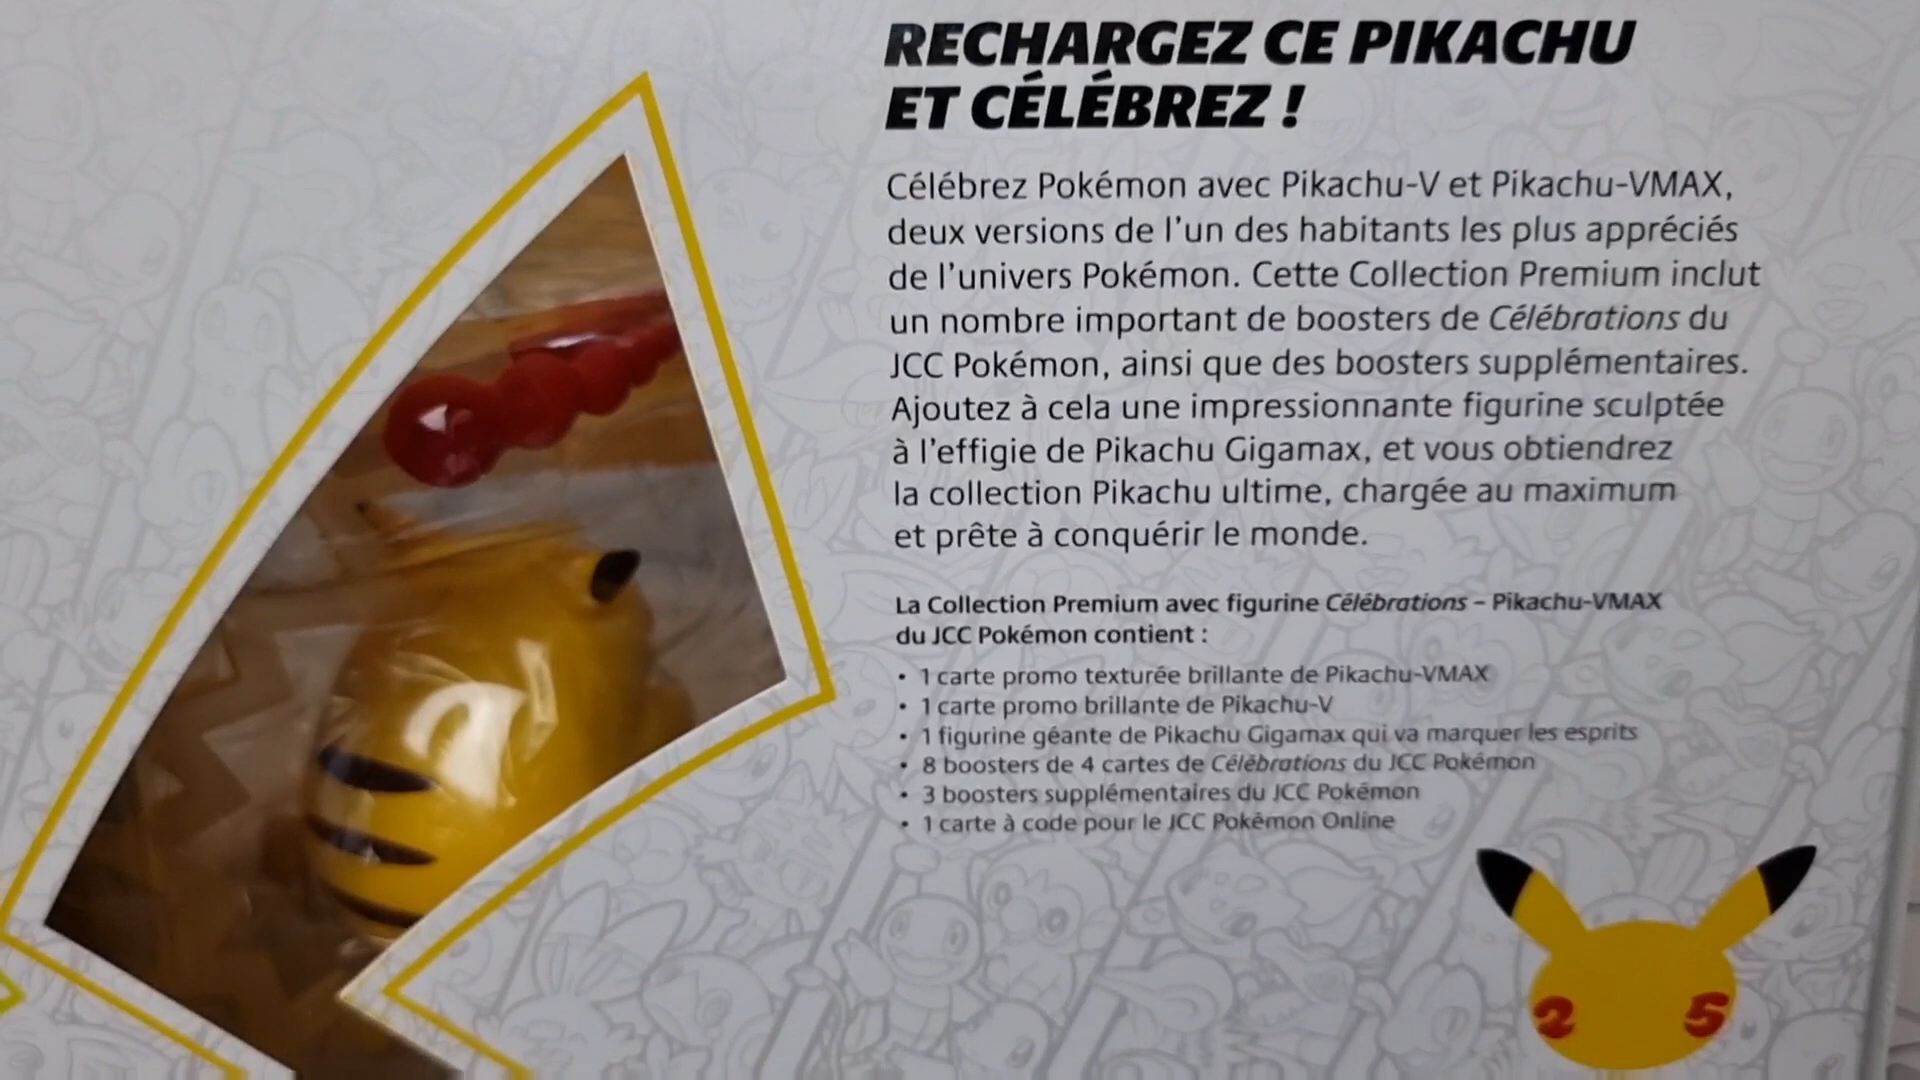 RECHARGEZ CE PIKACHU
ET CÉLÉBREZ !
Célébrez Pokémon avec Pikachu-V et Pikachu-VMAX,
deux versions de l'un des habitants les plus appréciés
de l'univers Pokémon. Cette Collection Premium inclut
un nombre important de boosters de Célébrations du
JCC Pokémon, ainsi que des boosters supplémentaires.
Ajoutez à cela une impressionnante figurine sculptée
à l'effigie de Pikachu Gigamax, et vous obtiendrez
la collection Pikachu ultime, chargée au maximum
et prête à conquérir le monde.
La Collection Premium avec figurine Célébrations – Pikachu-VMAX
du JCC Pokémon contient :
• 1 carte promo texturée brillante de Pikachu-VMAX
• 1 carte promo brillante de Pikachu-V
• 1 figurine géante de Pikachu Gigamax qui va marquer les esprits
• 8 boosters de 4 cartes de Célébrations du JCC Pokémon
• 3 boosters supplémentaires du JCC Pokémon
• 1 carte à code pour le JCC Pokémon Online
2 5